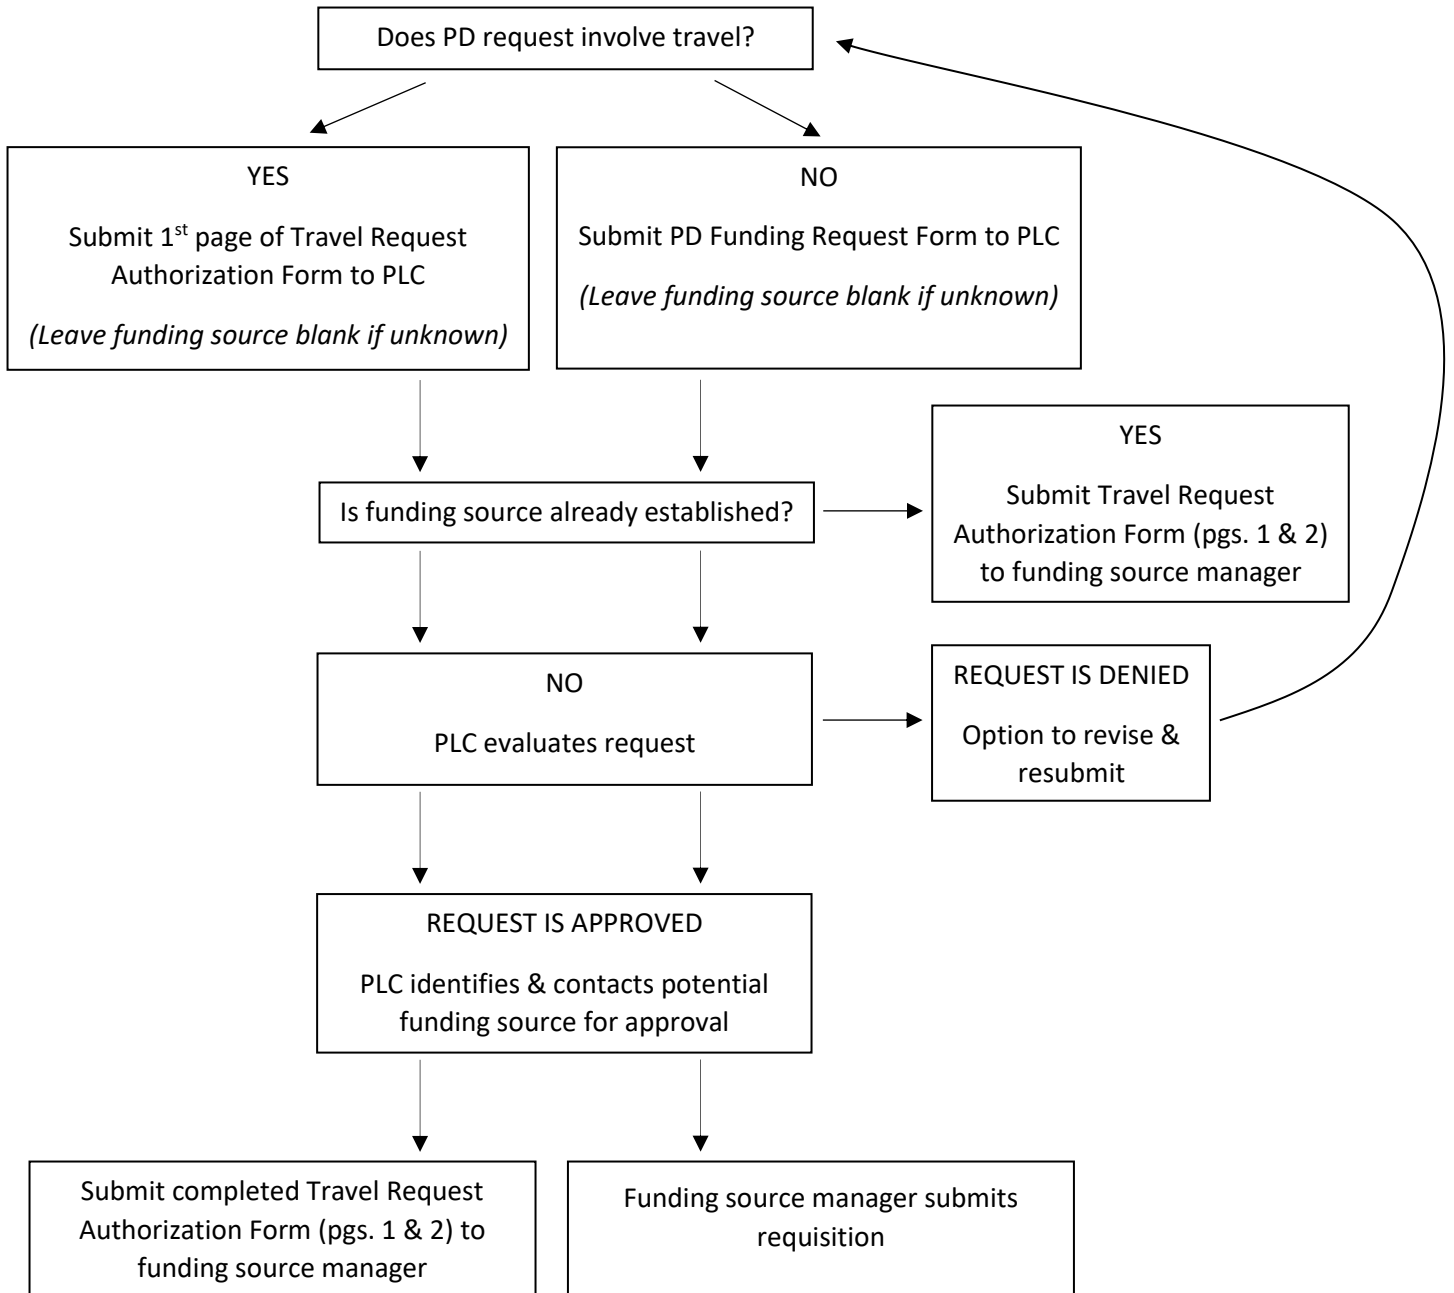 Does PD request involve travel?
YES
Submit 1st page of Travel Request
Authorization Form to PLC
(Leave funding source blank if unknown)
NO
Submit PD Funding Request Form to PLC
(Leave funding source blank if unknown)
Is funding source already established?
YES
Submit Travel Request
Authorization Form (pgs. 1 & 2)
to funding source manager
NO
PLC evaluates request
REQUEST IS DENIED
Option to revise &
resubmit
REQUEST IS APPROVED
PLC identifies & contacts potential
funding source for approval
Submit completed Travel Request
Authorization Form (pgs. 1 & 2) to
funding source manager
Funding source manager submits
requisition